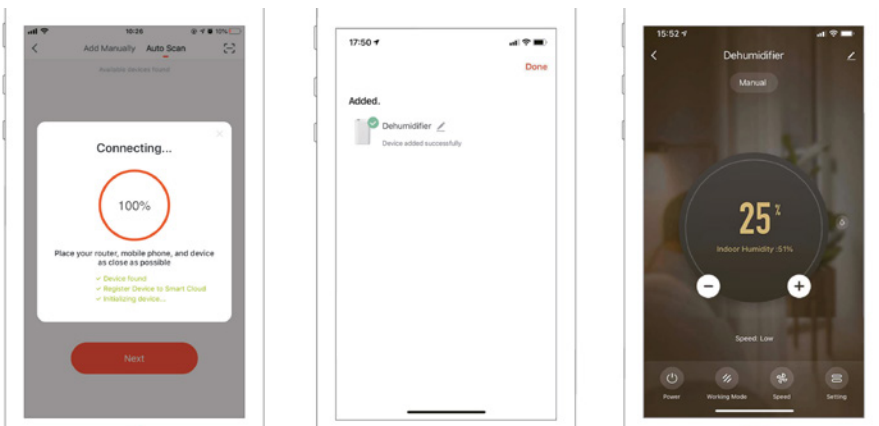 10:26
10%
Add Manually Auto Scan
Available devices found
Connecting...
100%
Place your router, mobile phone, and device
as close as possible
✓ Device found
✓ Register Device to Smart Cloud
✓ Initializing device...
Next
17:50
Done
Added.
Dehumidifier
Device added successfully
15:52
Dehumidifier
Manual
25%
Indoor Humidity :51%
Speed: Low
Power Working Mode Speed Setting